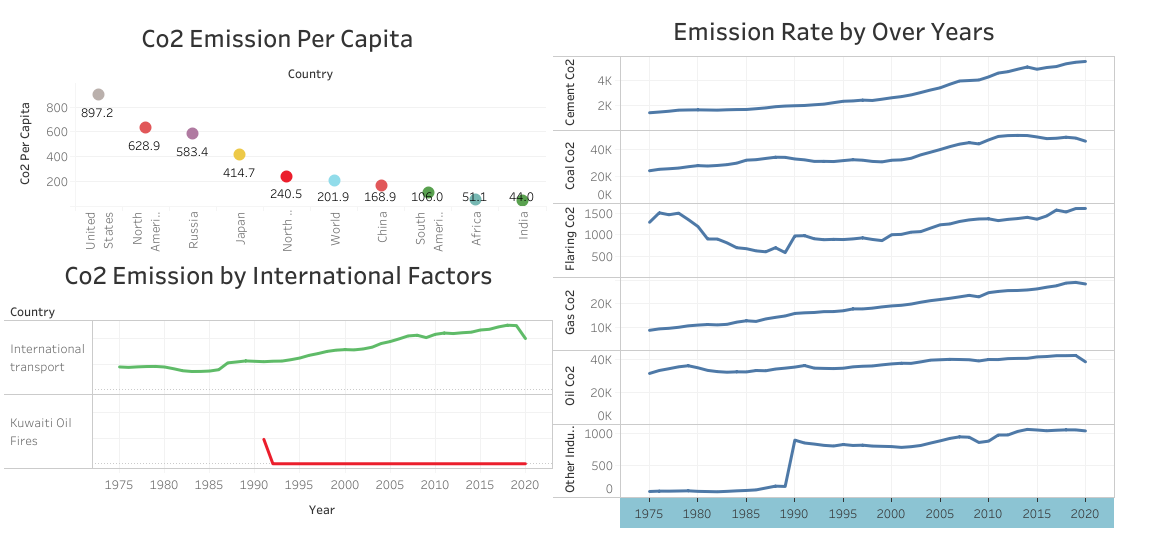 Co2 Emission Per Capita
Country
Co2 Per Capita
800
600
400
200
897.2
628.9
583.4
414.7
240.5
201.9
168.9
106.0
51.1
44.0
United States
North Ameri..
Russia
Japan
North ..
World
China
South Ameri..
Africa
India
Co2 Emission by International Factors
Country
International
transport
Kuwaiti Oil
Fires
1975 1980 1985 1990 1995 2000 2005 2010 2015 2020
Year
Emission Rate by Over Years
Cement Co2
4K
2K
Coal Co2
40K
20K
0K
Flaring Co2
1500
1000
500
Gas Co2
20K
10K
Oil Co2
40K
20K
0K
Other Indu..
1000
500
0
1975 1980 1985 1990 1995 2000 2005 2010 2015 2020